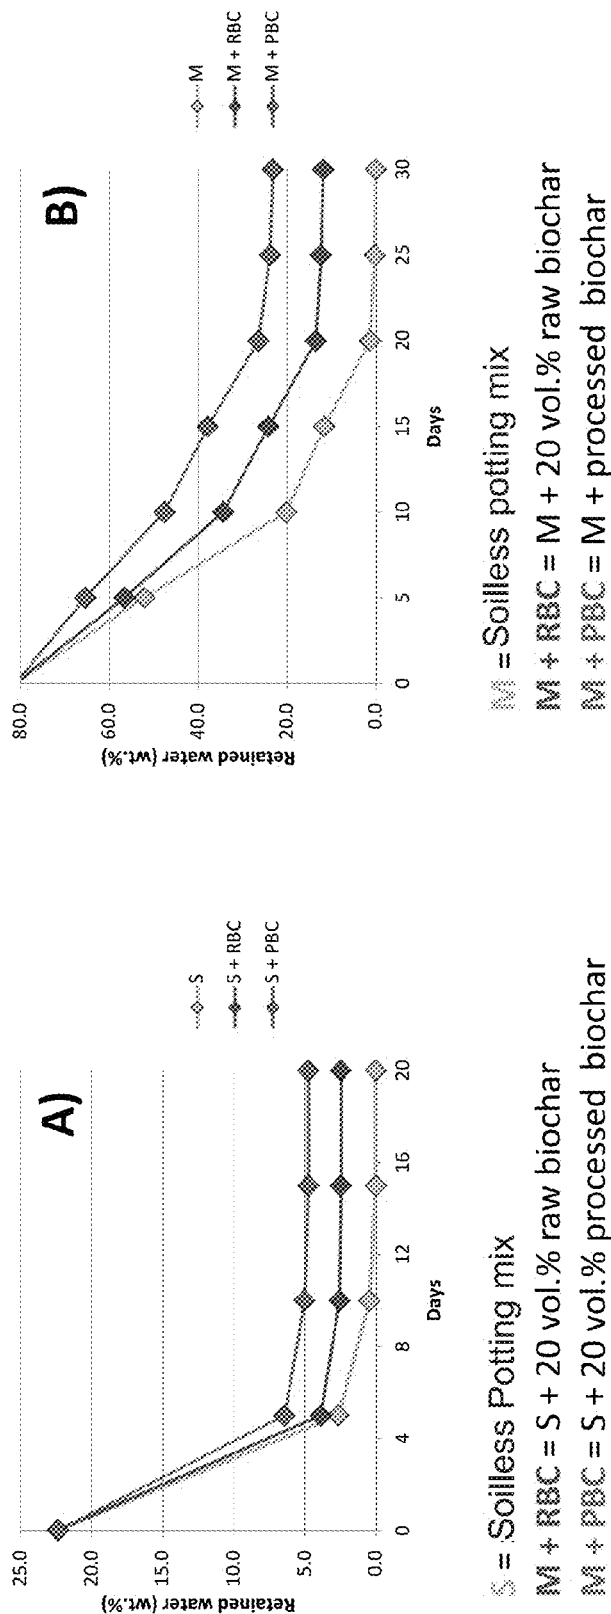 A)
Retained water (wt.%)
25.0
20.0
15.0
10.0
5.0
0.0
0
4
8
12
16
20
Days
S
S + RBC
S + PBC
S = Soilless Potting mix
M + RBC = S + 20 vol.% raw biochar
M + PBC = S + 20 vol.% processed biochar
B)
Retained water (wt.%)
80.0
60.0
40.0
20.0
0.0
0
5
10
15
20
25
30
Days
M
M + RBC
M + PBC
M = Soilless potting mix
M + RBC = M + 20 vol.% raw biochar
M + PBC = M + processed biochar